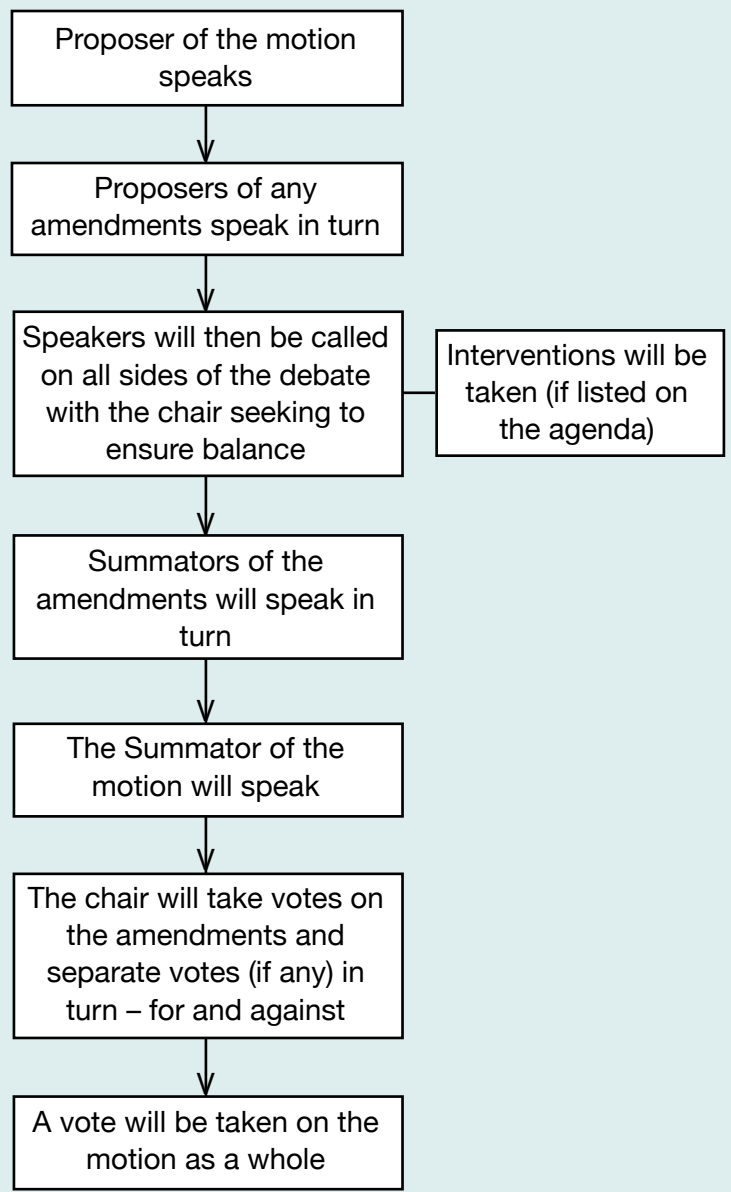 Proposer of the motion
speaks
Proposers of any
amendments speak in turn
Speakers will then be called
on all sides of the debate
with the chair seeking to
ensure balance
Interventions will be
taken (if listed on
the agenda)
Summators of the
amendments will speak in
turn
The Summator of the
motion will speak
The chair will take votes on
the amendments and
separate votes (if any) in
turn – for and against
A vote will be taken on the
motion as a whole